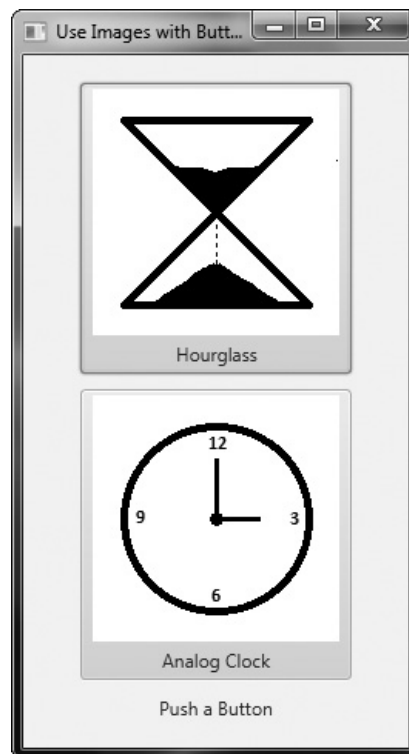 Use Images with Butt...
Hourglass
12
9
3
6
Analog Clock
Push a Button